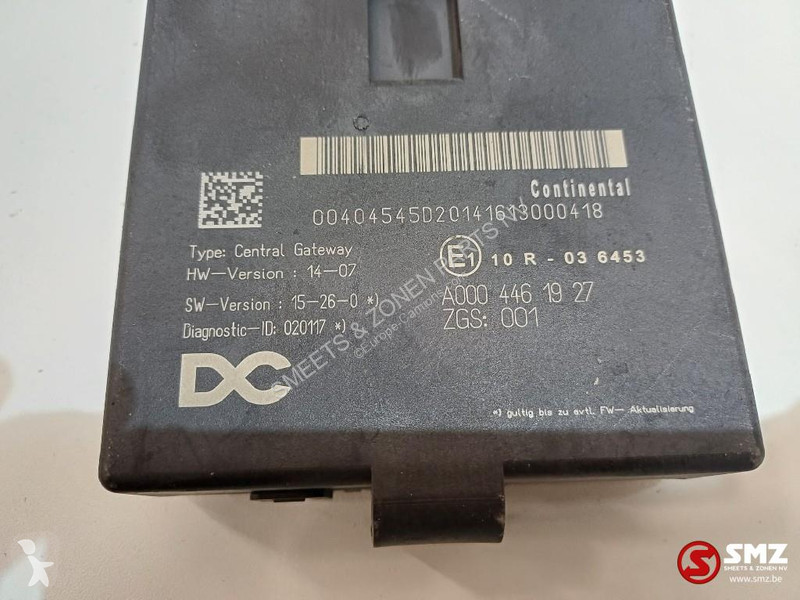 Continental
00404545D20141613000418
Type: Central Gateway
HW-Version : 14-07
E1 10 R - 03 6453
SW-Version : 15-26-0 *)
A000 446 19 27
Diagnostic-ID: 020117 *)
ZGS: 001
DC
*) gültig bis zu evtl. FW- Aktualisierung
SMEETS & ZONEN PARTS NV
SMZ
SMEETS & ZONEN NV
www.smz.be